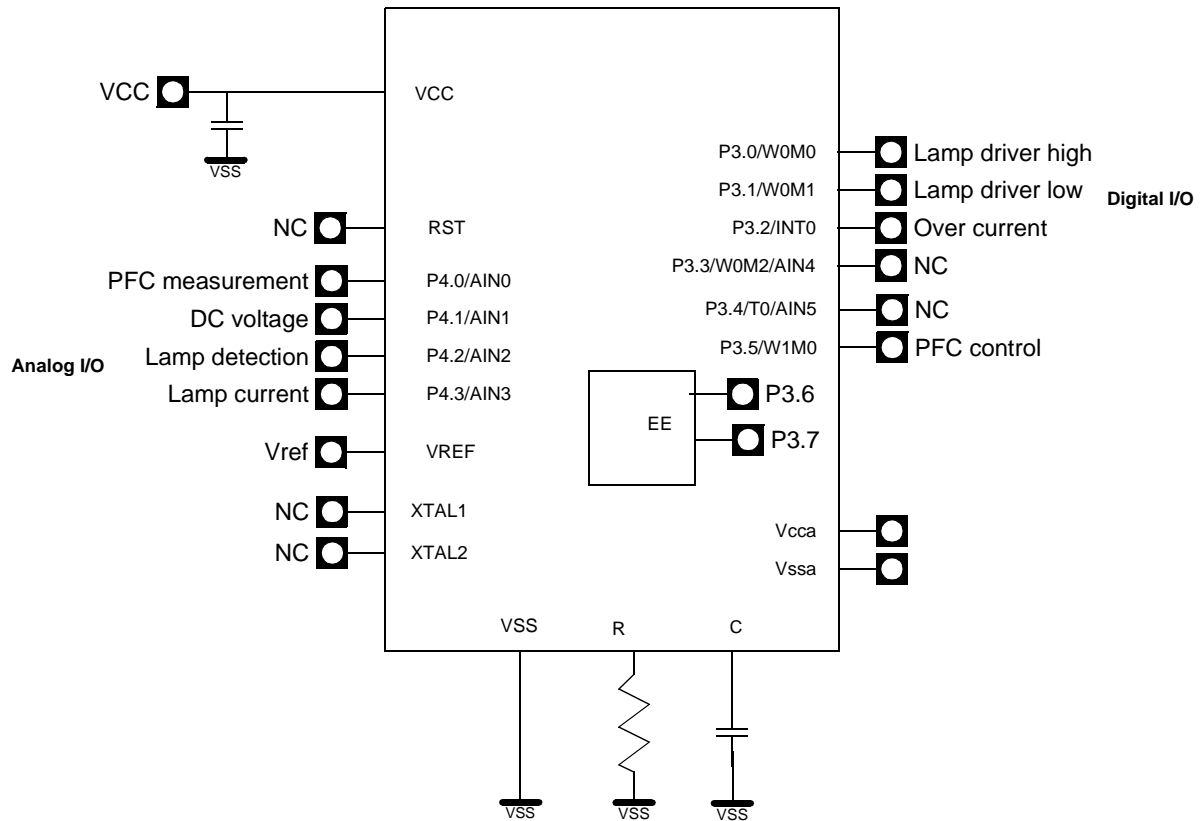 VCC VCC
VSS
P3.0/W0M0 Lamp driver high
P3.1/W0M1 Lamp driver low
Digital I/O
NC RST
P3.2/INT0 Over current
P3.3/W0M2/AIN4 NC
PFC measurement P4.0/AIN0
P3.4/T0/AIN5 NC
DC voltage P4.1/AIN1
P3.5/W1M0 PFC control
Lamp detection P4.2/AIN2
Analog I/O
Lamp current P4.3/AIN3
P3.6
EE
P3.7
Vref VREF
NC XTAL1
NC XTAL2
Vcca
Vssa
VSS R C
VSS VSS VSS